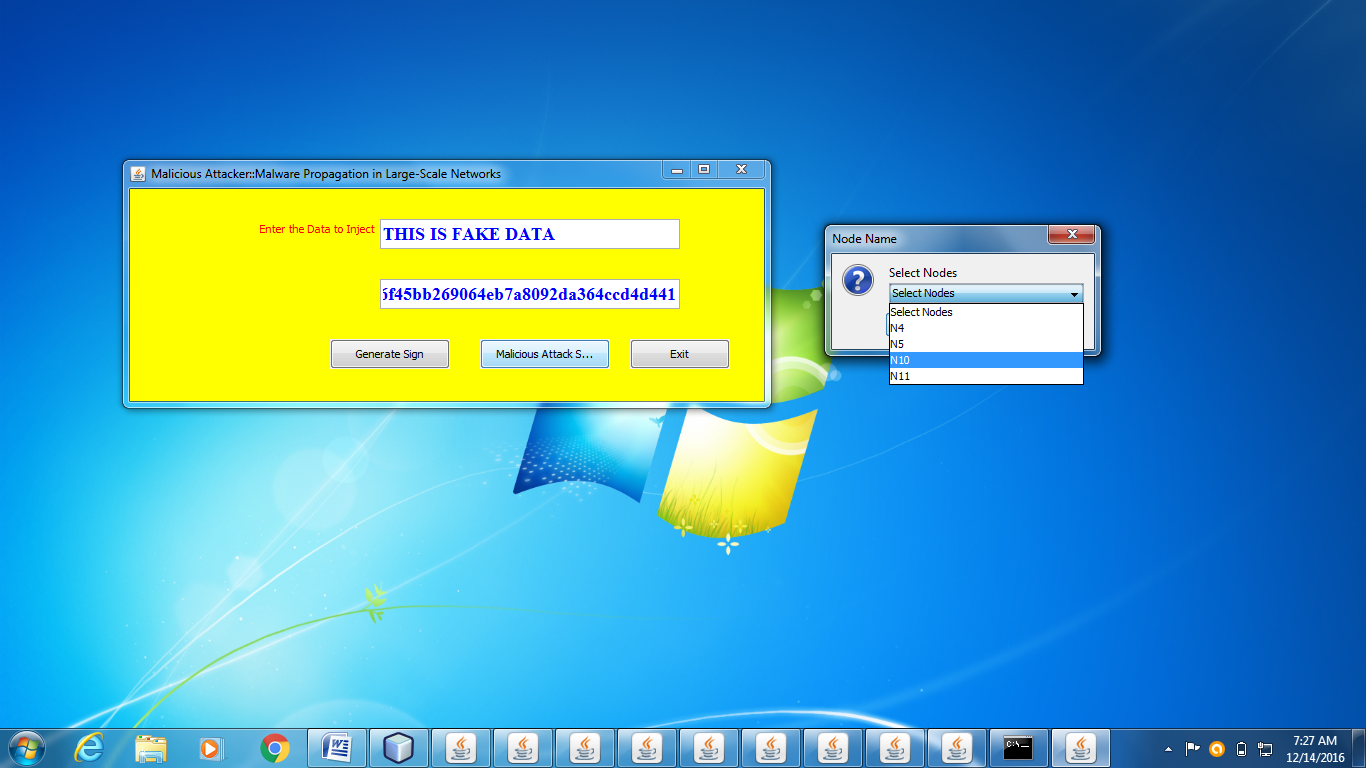 Malicious Attacker::Malware Propagation in Large-Scale Networks
Enter the Data to Inject
THIS IS FAKE DATA
5f45bb269064eb7a8092da364ccd4d441
Generate Sign
Malicious Attack S...
Exit
Node Name
Select Nodes
Select Nodes
Select Nodes
N4
N5
N10
N11
7:27 AM
12/14/2016